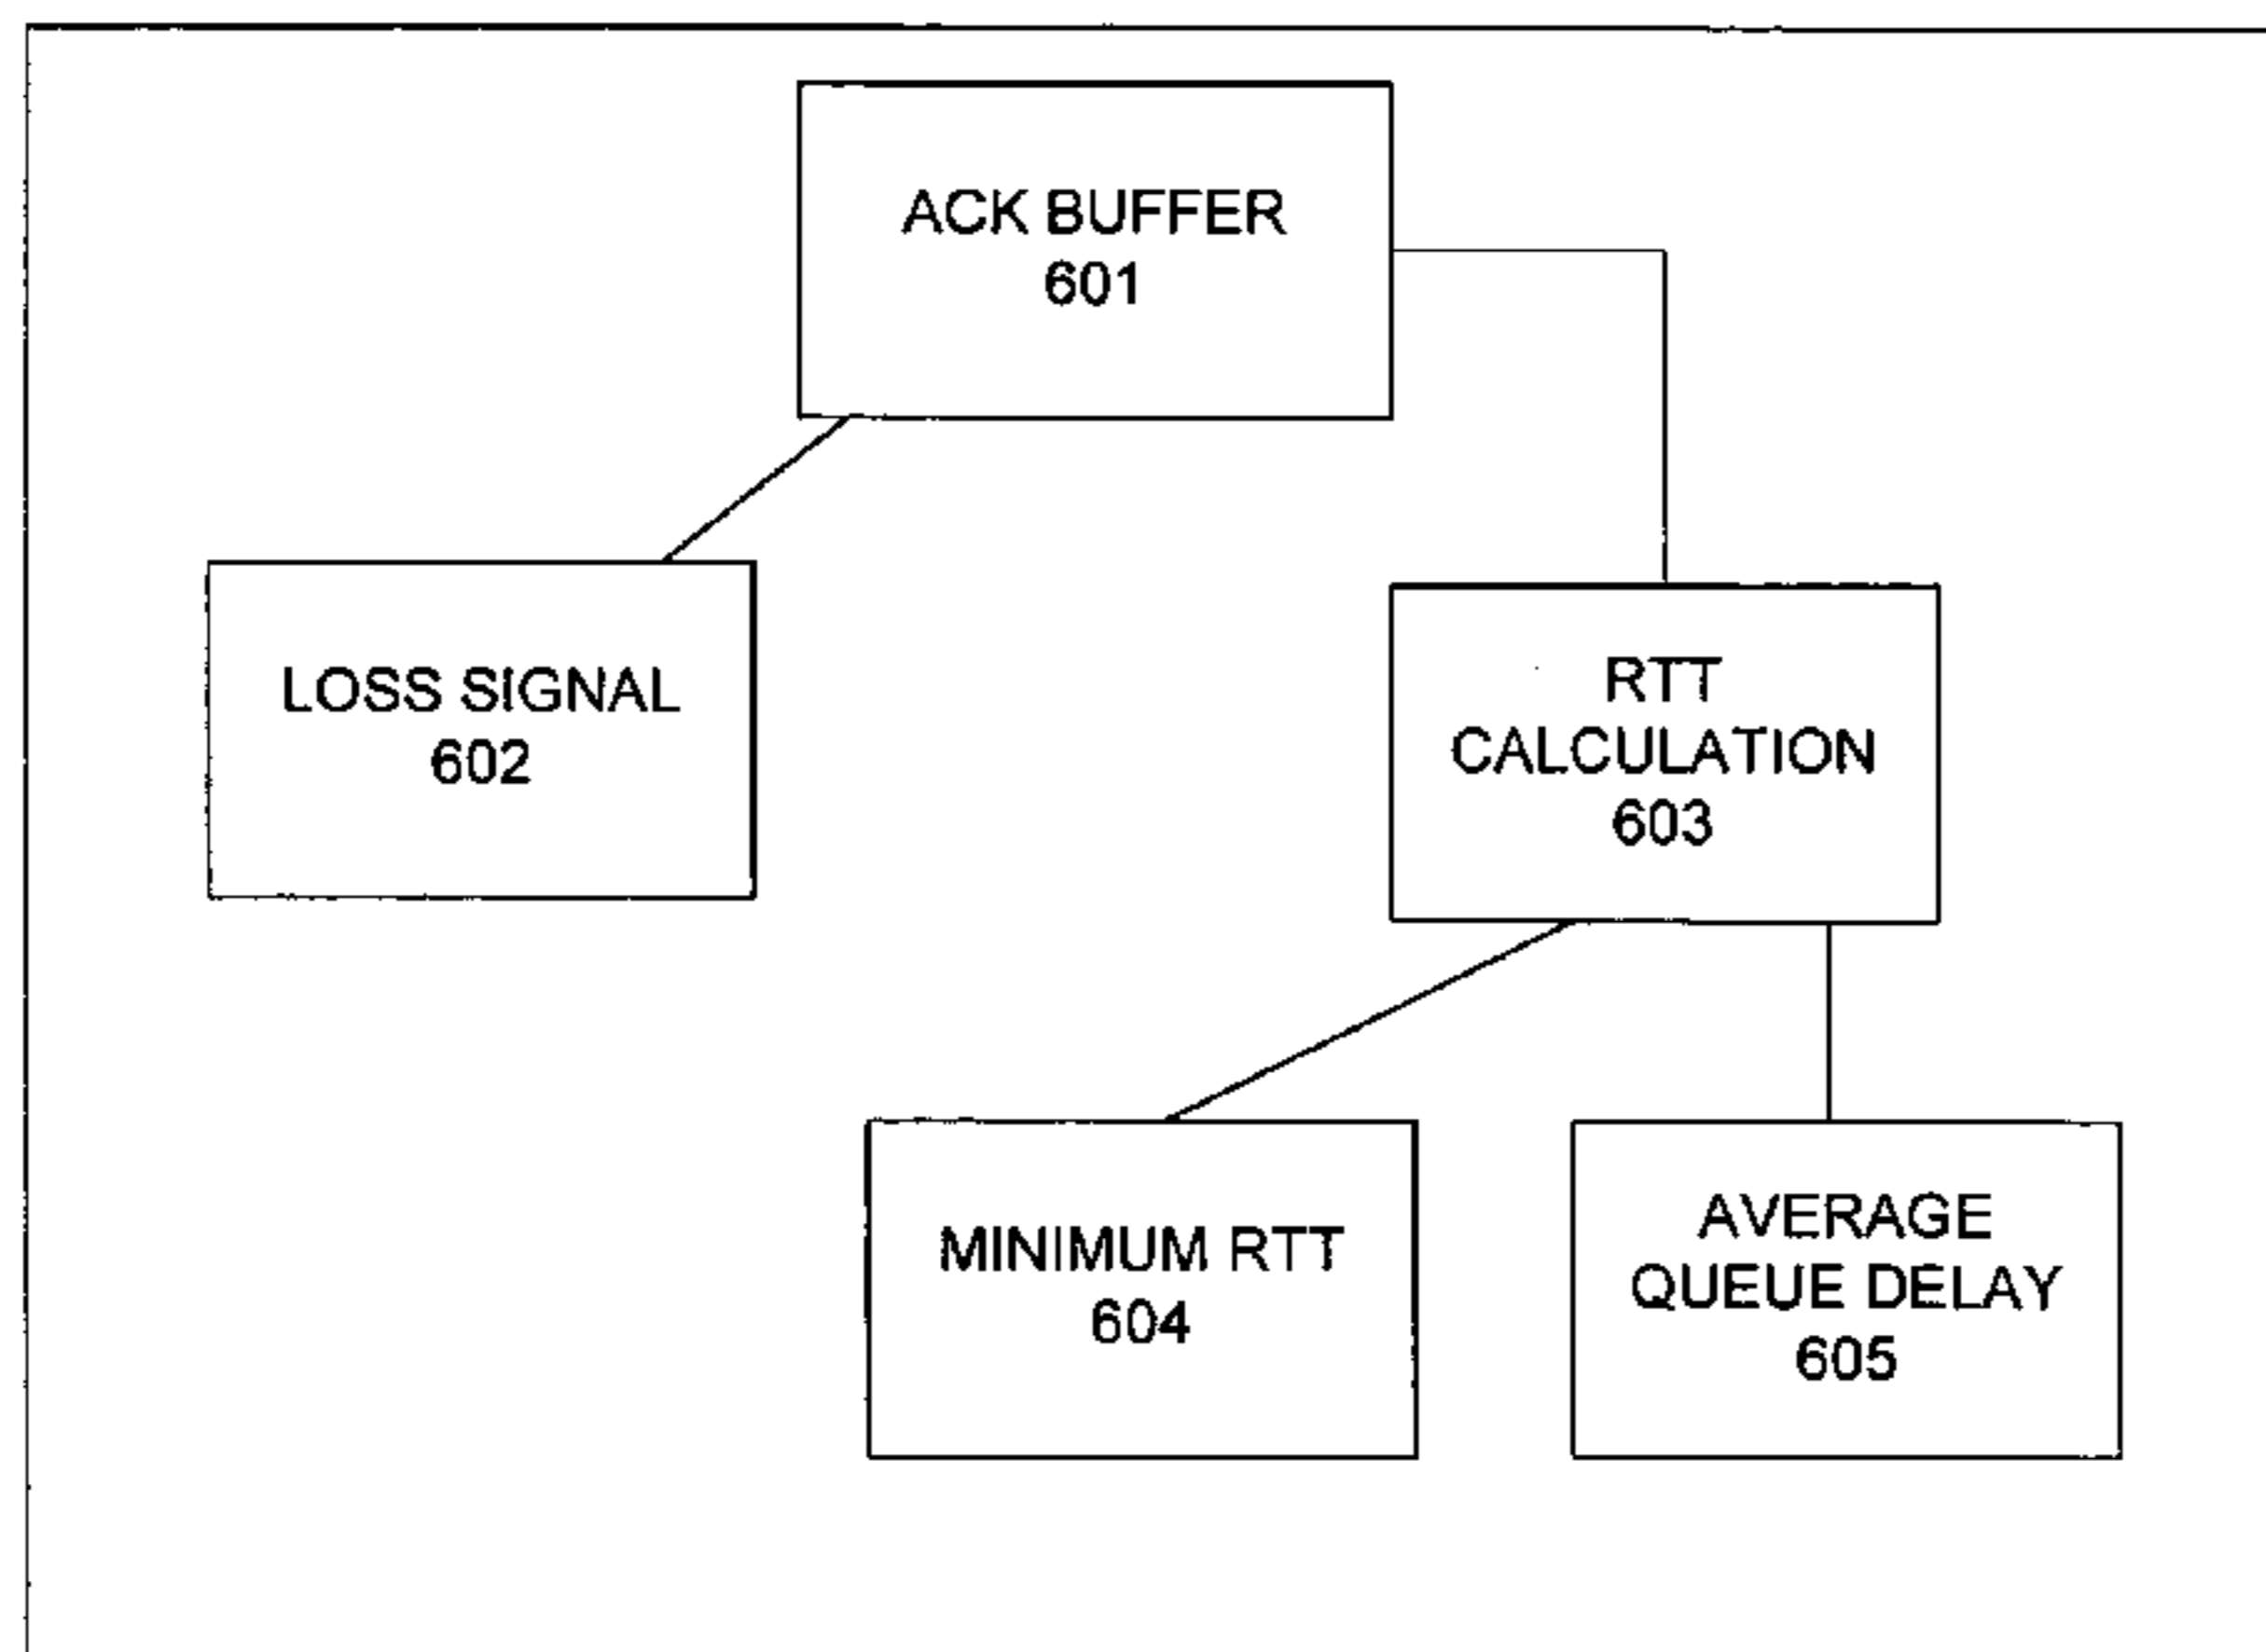 ACK BUFFER
601
LOSS SIGNAL
602
RTT
CALCULATION
603
MINIMUM RTT
604
AVERAGE
QUEUE DELAY
605